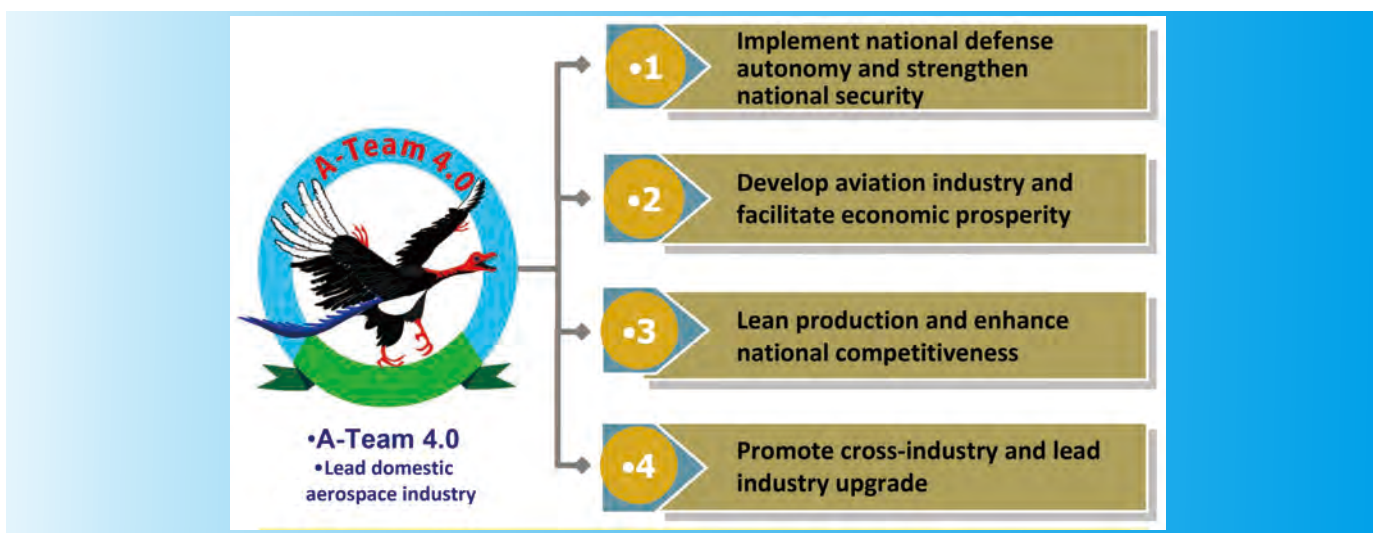 A-Team 4.0
•A-Team 4.0
•Lead domestic
aerospace industry
•1
Implement national defense
autonomy and strengthen
national security
•2
Develop aviation industry and
facilitate economic prosperity
•3
Lean production and enhance
national competitiveness
•4
Promote cross-industry and lead
industry upgrade